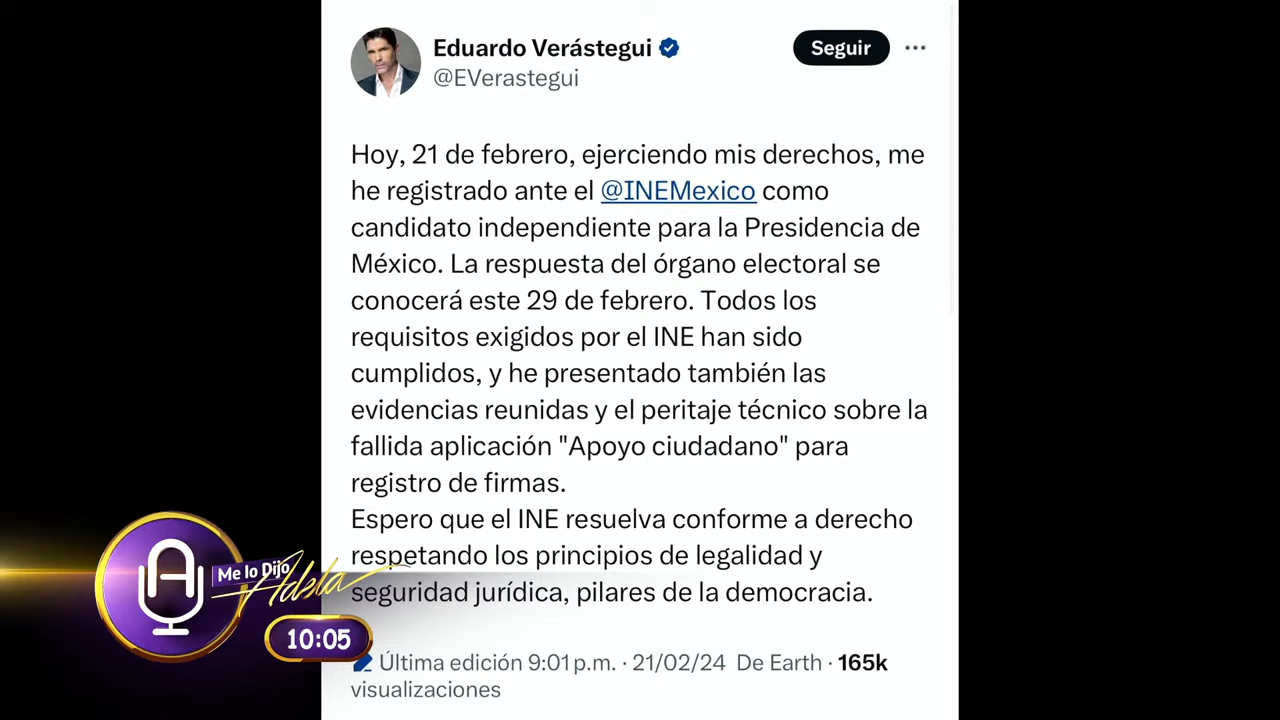 Eduardo Verástegui
@EVerastegui
Seguir
Hoy, 21 de febrero, ejerciendo mis derechos, me
he registrado ante el @INEMexico como
candidato independiente para la Presidencia de
México. La respuesta del órgano electoral se
conocerá este 29 de febrero. Todos los
requisitos exigidos por el INE han sido
cumplidos, y he presentado también las
evidencias reunidas y el peritaje técnico sobre la
fallida aplicación "Apoyo ciudadano" para
registro de firmas.
Espero que el INE resuelva conforme a derecho
respetando los principios de legalidad y
seguridad jurídica, pilares de la democracia.
Última edición 9:01 p.m. · 21/02/24 De Earth · 165k
visualizaciones
A
Me lo Dijo
Adela
10:05